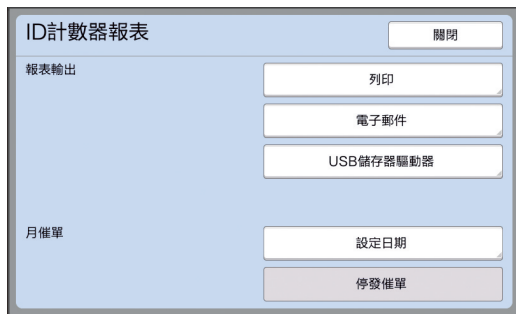 ID計數器報表
關閉
報表輸出
列印
電子郵件
USB儲存器驅動器
月催單
設定日期
停發催單